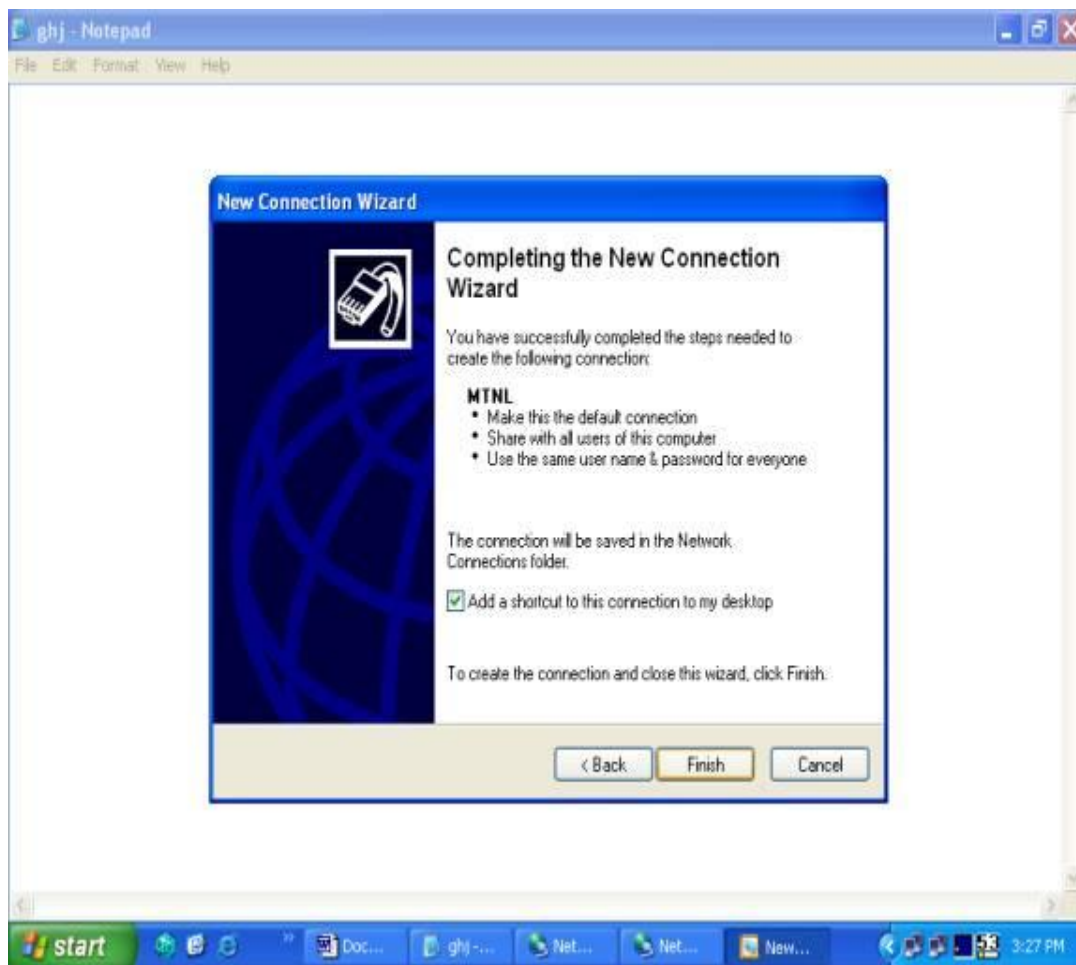 ghj - Notepad
File Edit Format View Help
New Connection Wizard
Completing the New Connection
Wizard
You have successfully completed the steps needed to
create the following connection:
MTNL
• Make this the default connection
• Share with all users of this computer
• Use the same user name & password for everyone
The connection will be saved in the Network
Connections folder.
Add a shortcut to this connection to my desktop
To create the connection and close this wizard, click Finish.
< Back Finish Cancel
start Doc... ghj -... Net... Net... New... 3:27 PM